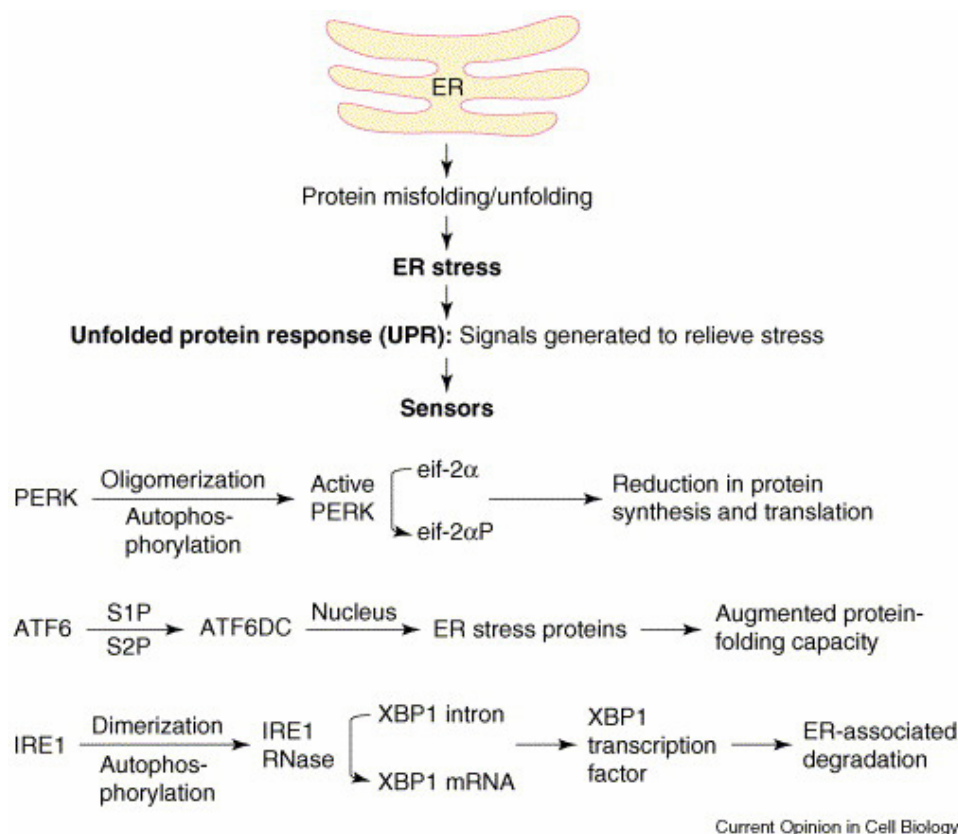 ER
Protein misfolding/unfolding
ER stress
Unfolded protein response (UPR): Signals generated to relieve stress
Sensors
PERK
Oligomerization
Autophos-
phorylation
Active
PERK
eif-2α
eif-2αP
Reduction in protein
synthesis and translation
ATF6
S1P
S2P
ATF6DC
Nucleus
ER stress proteins
Augmented protein-
folding capacity
IRE1
Dimerization
Autophos-
phorylation
IRE1
RNase
XBP1 intron
XBP1 mRNA
XBP1
transcription
factor
ER-associated
degradation
Current Opinion in Cell Biology